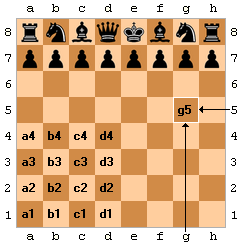 a b c d e f g h
8 8
7 7
6 6
5 g5 5
4 a4 b4 c4 d4 4
3 a3 b3 c3 d3 3
2 a2 b2 c2 d2 2
1 a1 b1 c1 d1 1
a b c d e f g h